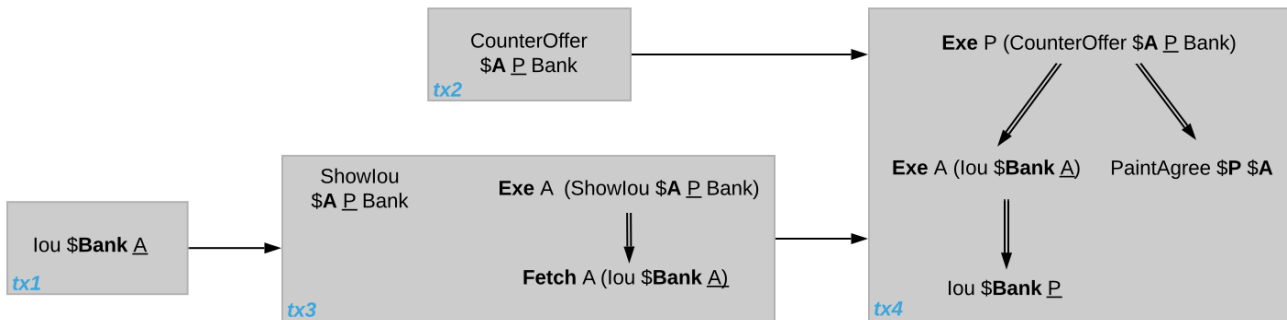 CounterOffer
$A P Bank
tx2
Exe P (CounterOffer $A P Bank)
Exe A (Iou $Bank A)
PaintAgree $P $A
Iou $Bank P
tx4
ShowIou
$A P Bank
Exe A (ShowIou $A P Bank)
Fetch A (Iou $Bank A)
tx3
Iou $Bank A
tx1